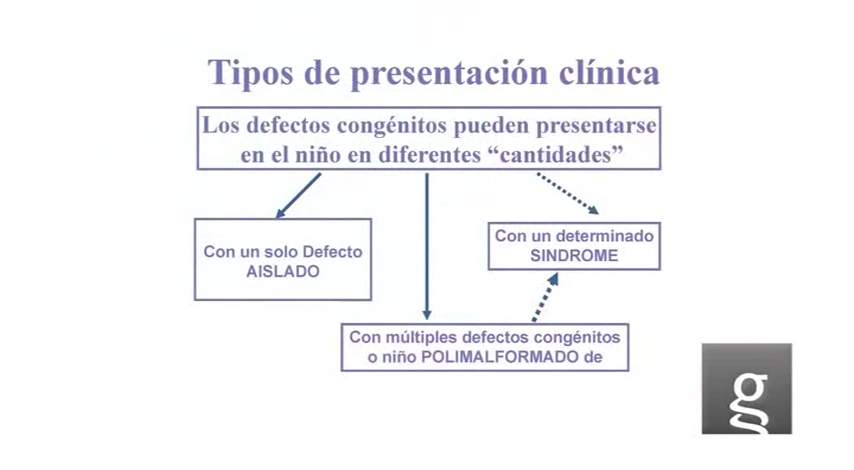 Tipos de presentación clínica
Los defectos congénitos pueden presentarse
en el niño en diferentes “cantidades”
Con un solo Defecto
AISLADO
Con un determinado
SINDROME
Con múltiples defectos congénitos
o niño POLIMALFORMADO de
g